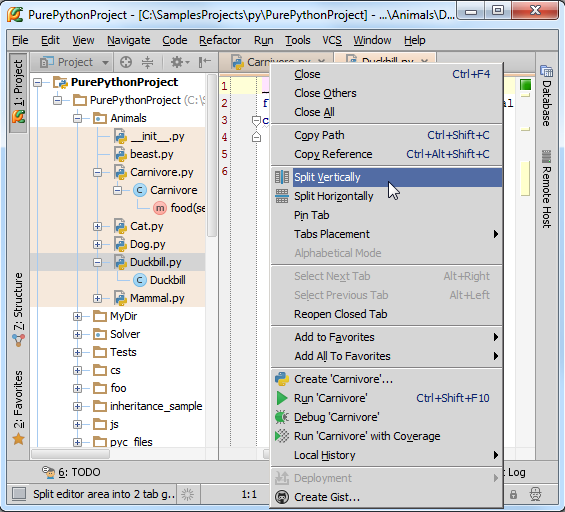 PurePythonProject - [C:\SamplesProjects\py\PurePythonProject] - ...\Animals\D...
File Edit View Navigate Code Refactor Run Tools VCS Window Help
1: Project
Project
Carnivore.py
Duckbill.py
PurePythonProject
PurePythonProject (C:\S
Animals
__init__.py
beast.py
Carnivore.py
Carnivore
m food(se
Cat.py
Dog.py
Duckbill.py
C Duckbill
Mammal.py
MyDir
Solver
Tests
cs
foo
inheritance_sample
js
pyc_files
7: Structure
2: Favorites
1
2
3
4
5
6
f
c
al
Close Ctrl+F4
Close Others
Close All
Copy Path Ctrl+Shift+C
Copy Reference Ctrl+Alt+Shift+C
Split Vertically
Split Horizontally
Pin Tab
Tabs Placement
Alphabetical Mode
Select Next Tab Alt+Right
Select Previous Tab Alt+Left
Reopen Closed Tab
Add to Favorites
Add All To Favorites
Create 'Carnivore'...
Run 'Carnivore' Ctrl+Shift+F10
Debug 'Carnivore'
Run 'Carnivore' with Coverage
Local History
Deployment
Create Gist...
Database
Remote Host
6: TODO
Log
Split editor area into 2 tab g...
1:1